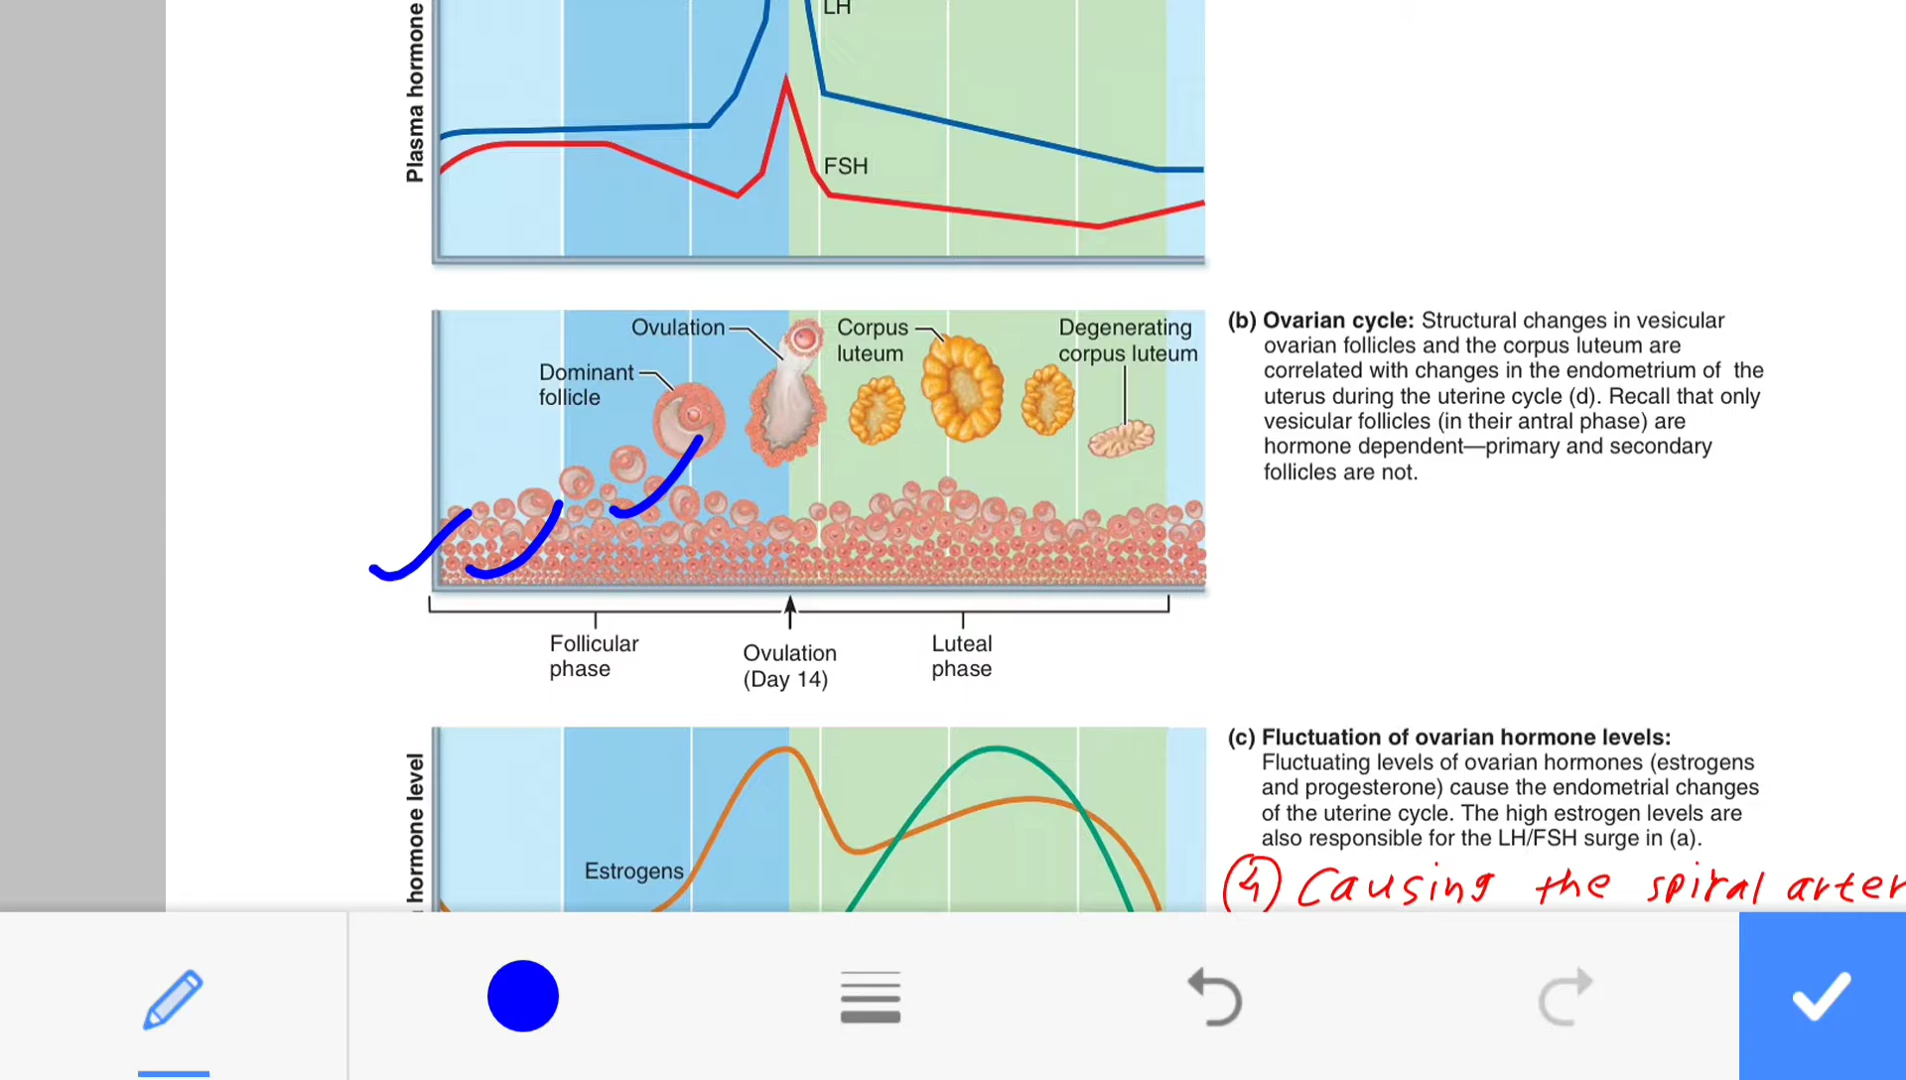 Plasma hormone
LH
FSH
Ovulation
Corpus
luteum
Degenerating
corpus luteum
Dominant
follicle
(b) Ovarian cycle: Structural changes in vesicular
ovarian follicles and the corpus luteum are
correlated with changes in the endometrium of the
uterus during the uterine cycle (d). Recall that only
vesicular follicles (in their antral phase) are
hormone dependent—primary and secondary
follicles are not.
Follicular
phase
Ovulation
(Day 14)
Luteal
phase
hormone level
Estrogens
(c) Fluctuation of ovarian hormone levels:
Fluctuating levels of ovarian hormones (estrogens
and progesterone) cause the endometrial changes
of the uterine cycle. The high estrogen levels are
also responsible for the LH/FSH surge in (a).
Causing the spiral arter